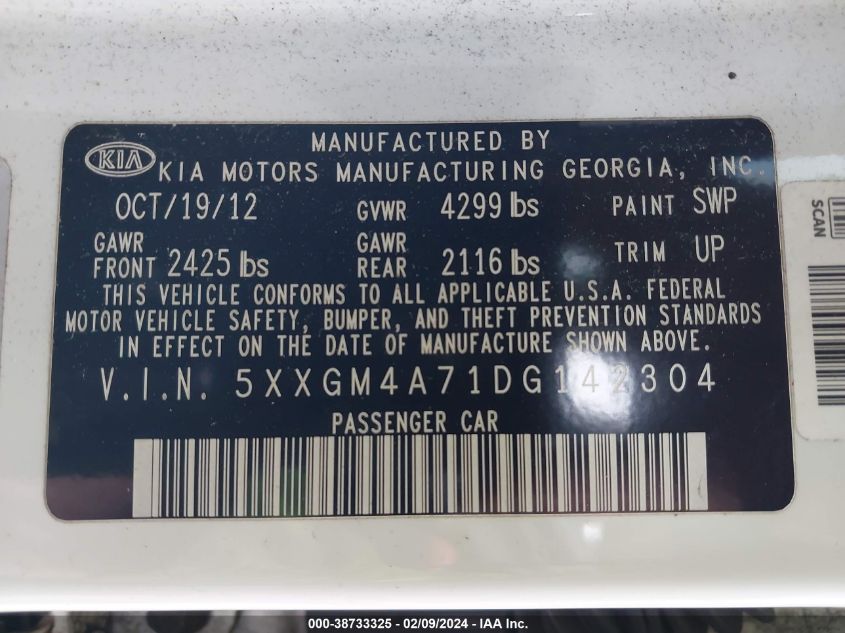 MANUFACTURED BY
KIA KIA MOTORS MANUFACTURING GEORGIA, INC.
OCT/19/12 GVWR 4299 lbs PAINT SWP
GAWR FRONT 2425 lbs GAWR REAR 2116 lbs TRIM UP
THIS VEHICLE CONFORMS TO ALL APPLICABLE U.S.A. FEDERAL
MOTOR VEHICLE SAFETY, BUMPER, AND THEFT PREVENTION STANDARDS
IN EFFECT ON THE DATE OF MANUFACTURE SHOWN ABOVE.
V.I.N. 5XXGM4A71DG142304
PASSENGER CAR
SCAN
000-38733325 - 02/09/2024 - IAA Inc.